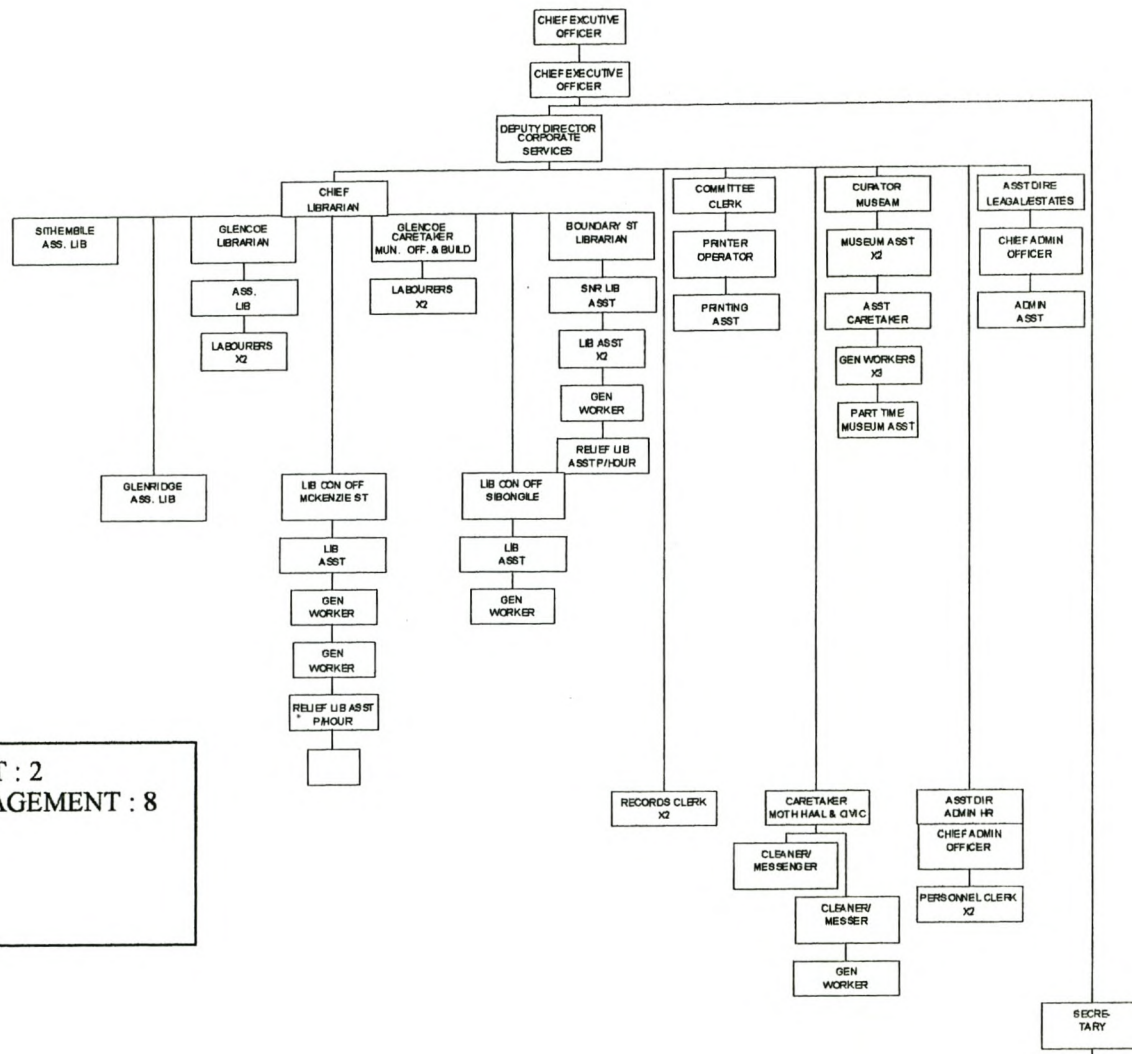 CHIEF EXCUTIVE
OFFICER
CHIEF EXECUTIVE
OFFICER
DEPUTY DIRECTOR
CORPORATE
SERVICES
CHIEF
LIBRARIAN
COMMITTEE
CLERK
CURATOR
MUSEAM
ASST DIRE
LEAGAL/ESTATES
SITHEMBILE
ASS. LIB
GLENCOE
LIBRARIAN
GLENCOE
CARETAKER
MUN. OFF. & BUILD
BOUNDARY ST
LIBRARIAN
PRINTER
OPERATOR
MUSEUM ASST
X2
CHIEF ADMIN
OFFICER
ASS.
LIB
LABOURERS
X2
SNR LIB
ASST
PRINTING
ASST
ASST
CARETAKER
ADMIN
ASST
LABOURERS
X2
LIB ASST
X2
GEN WORKERS
X3
GEN
WORKER
PART TIME
MUSEUM ASST
RELIEF LIB
ASST P/HOUR
GLENRIDGE
ASS. LIB
LIB CON OFF
MCKENZIE ST
LIB CON OFF
SIBONGILE
LIB
ASST
LIB
ASST
GEN
WORKER
GEN
WORKER
GEN
WORKER
RELIEF LIB ASST
* P/HOUR
T : 2
AGEMENT : 8
RECORDS CLERK
X2
CARETAKER
MOTH HAAL & CIVIC
ASST DIR
ADMIN HR
CHIEF ADMIN
OFFICER
CLEANER/
MESSENGER
PERSONNEL CLERK
X2
CLEANER/
MESSER
GEN
WORKER
SECRE-
TARY